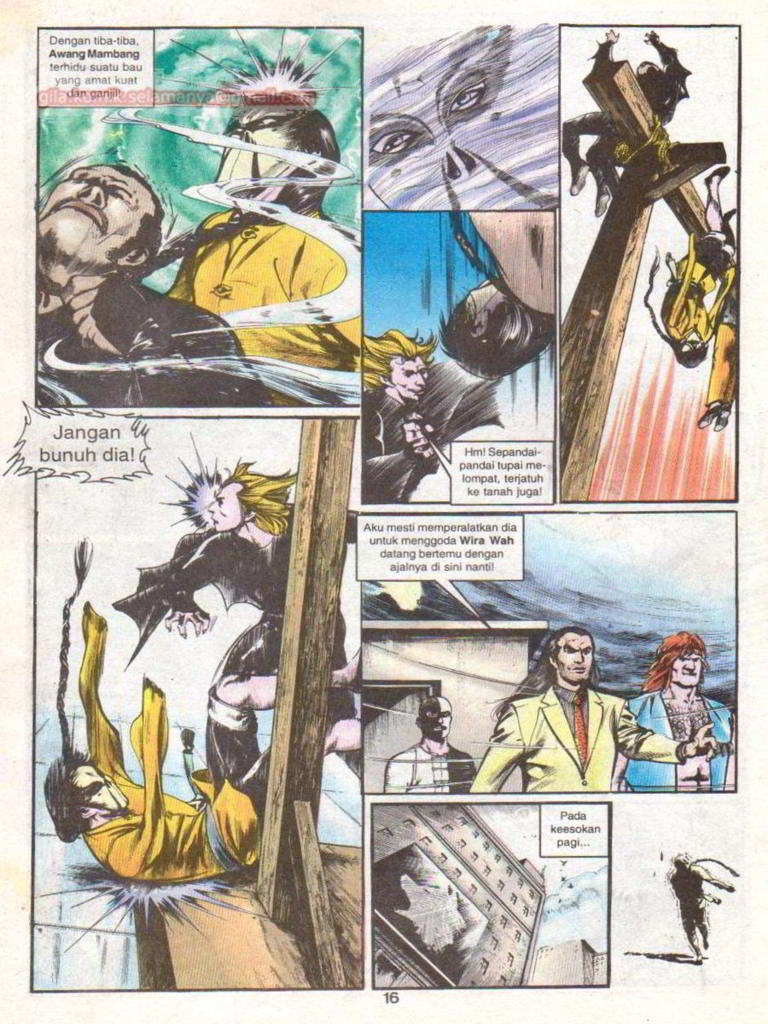 Dengan tiba-tiba,
Awang Mambang
terhidu suatu bau
yang amat kuat
dan ganjil!
Hm! Sepandai-
pandai tupai me-
lompat, terjatuh
ke tanah juga!
Jangan
bunuh dia!
Aku mesti memperalatkan dia
untuk menggoda Wira Wah
datang bertemu dengan
ajalnya di sini nanti!
Pada
keesokan
pagi...
16